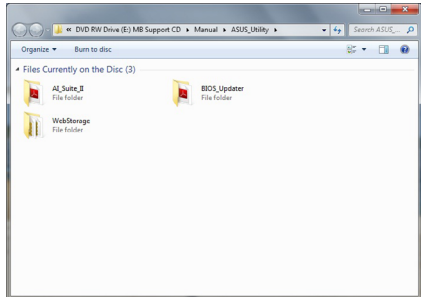 « DVD RW Drive (E:) MB Support CD ▸ Manual ▸ ASUS_Utility ▸
Search ASUS_...
Organize ▾ Burn to disc
Files Currently on the Disc (3)
AI_Suite_II
File folder
BIOS_Updater
File folder
WebStorage
File folder